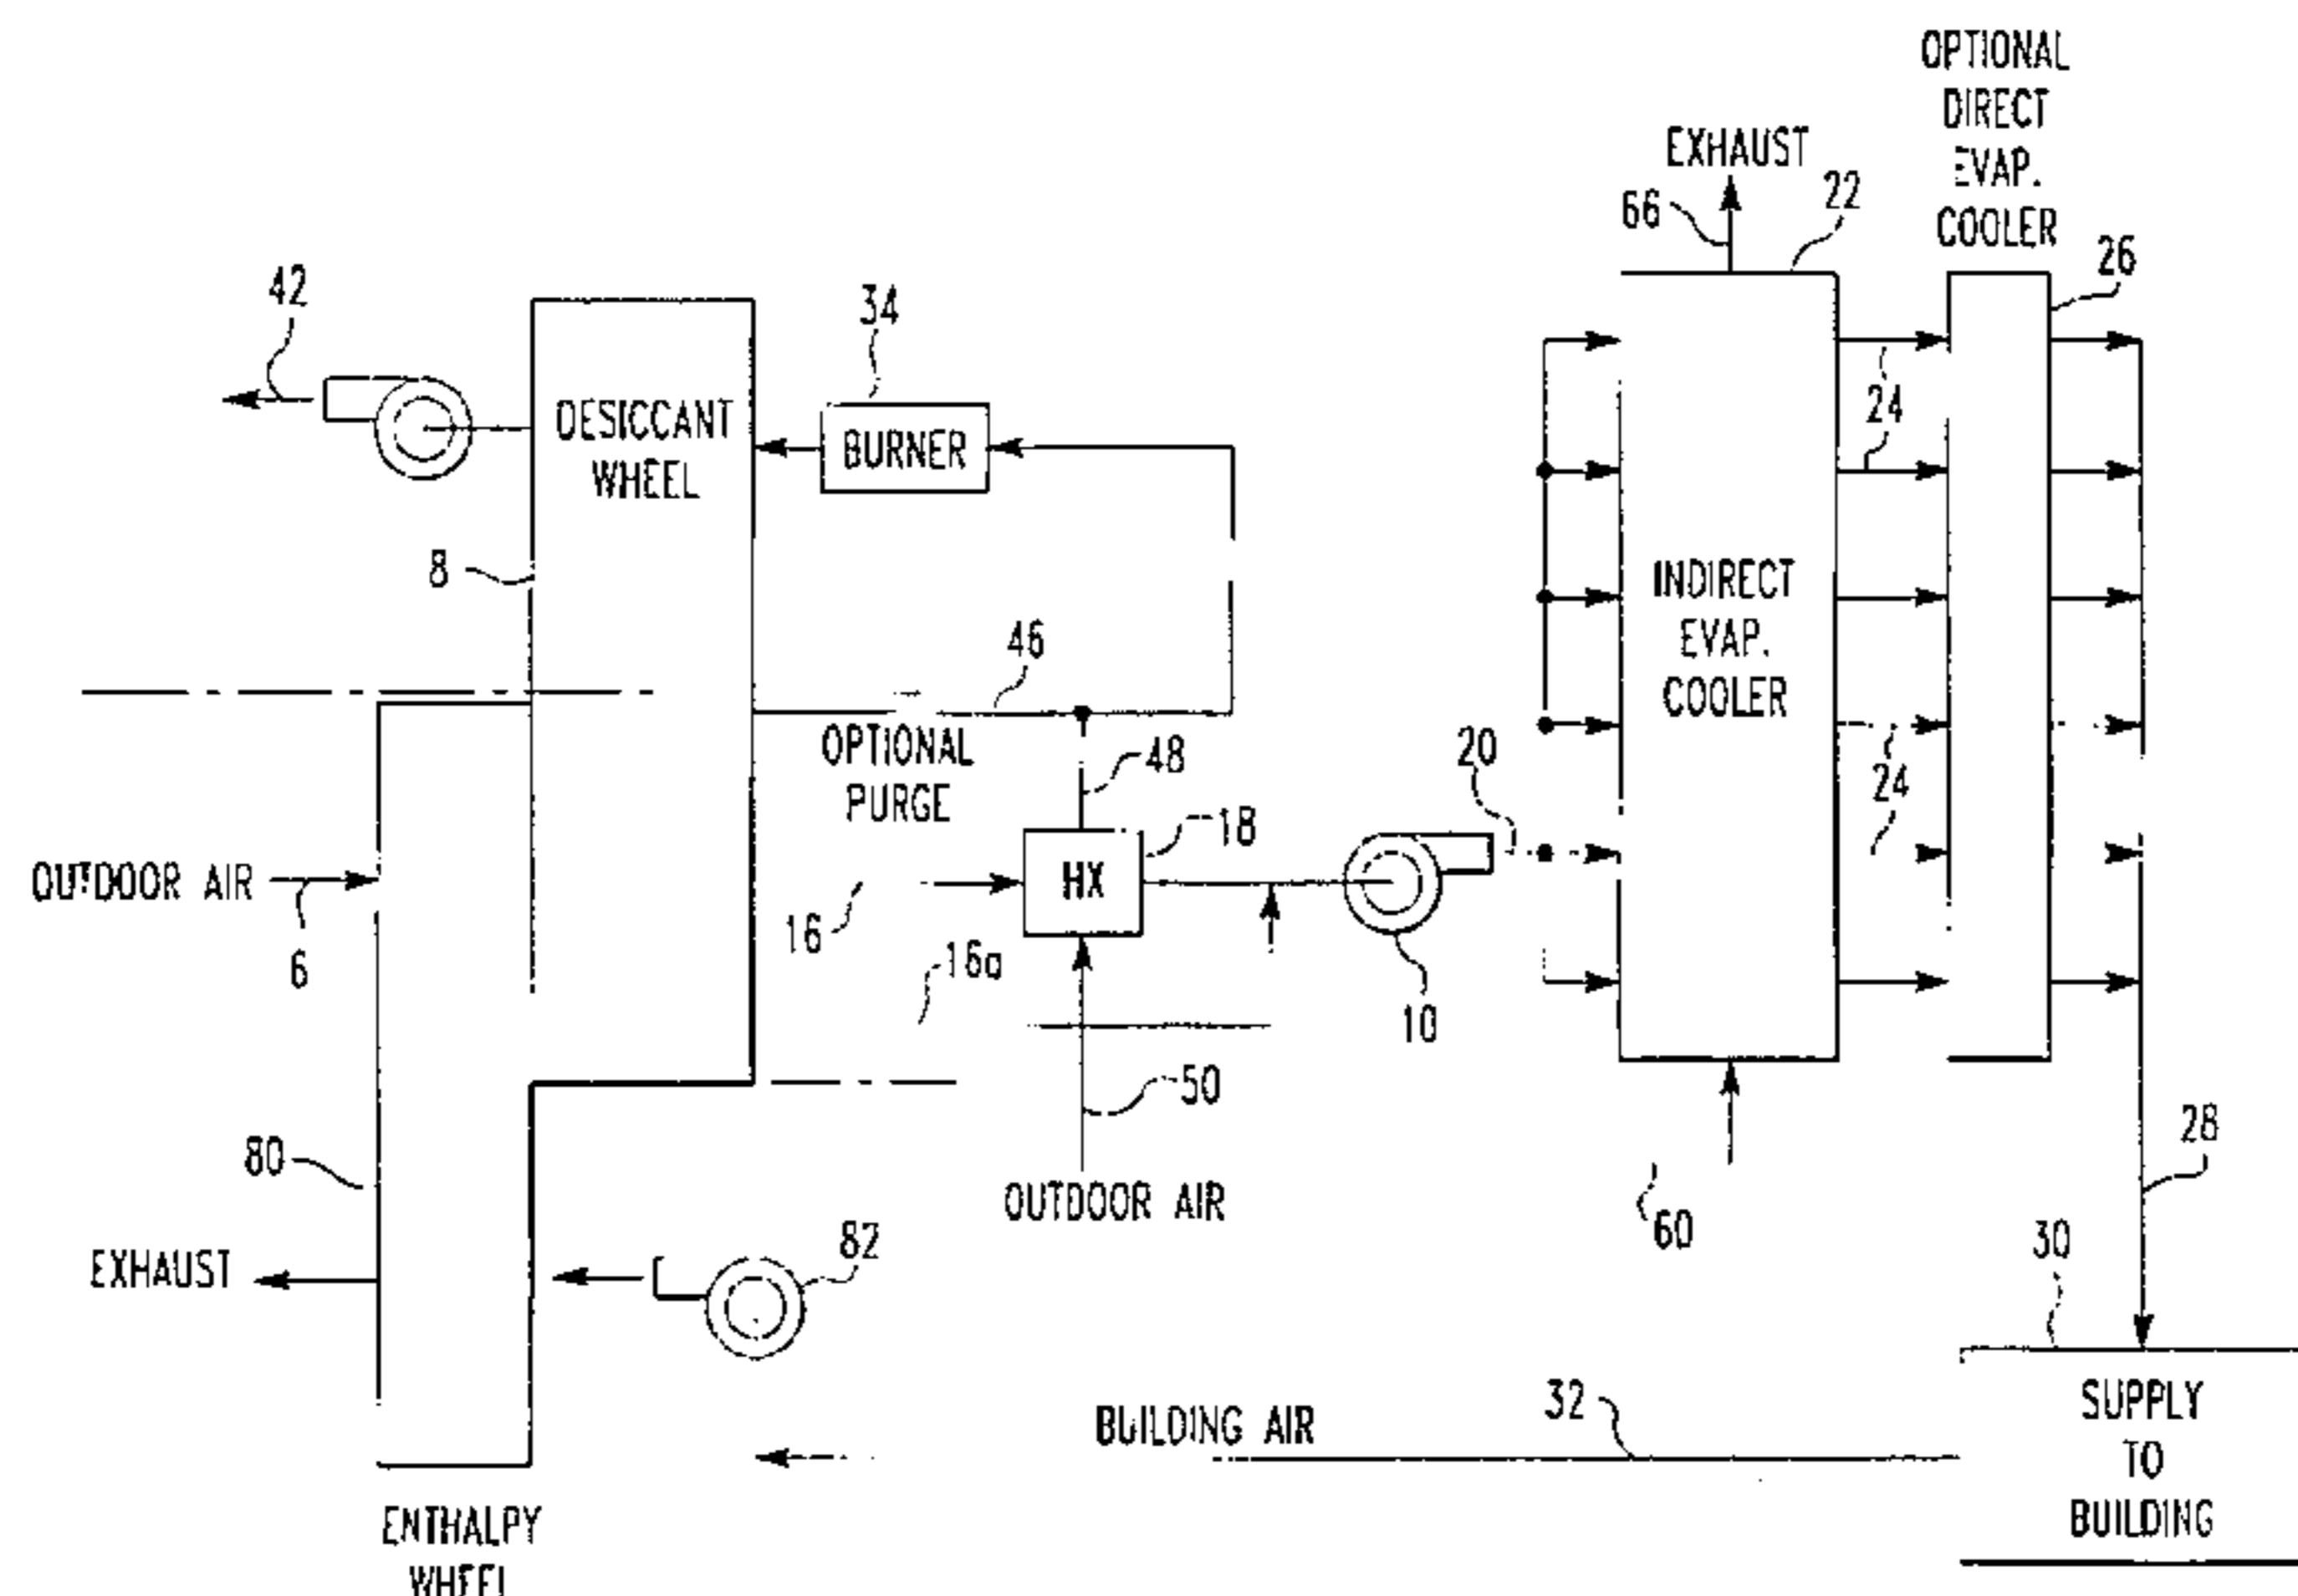 OPTIONAL
DIRECT
EVAP.
COOLER
EXHAUST
66
22
26
42
34
DESICCANT
WHEEL
BURNER
24
8
INDIRECT
EVAP.
COOLER
46
OPTIONAL
PURGE
48
20
24
18
OUTDOOR AIR
HX
16
6
16a
10
50
80
28
OUTDOOR AIR
60
82
30
EXHAUST
32
SUPPLY
TO
BUILDING
BUILDING AIR
ENTHALPY
WHEEL